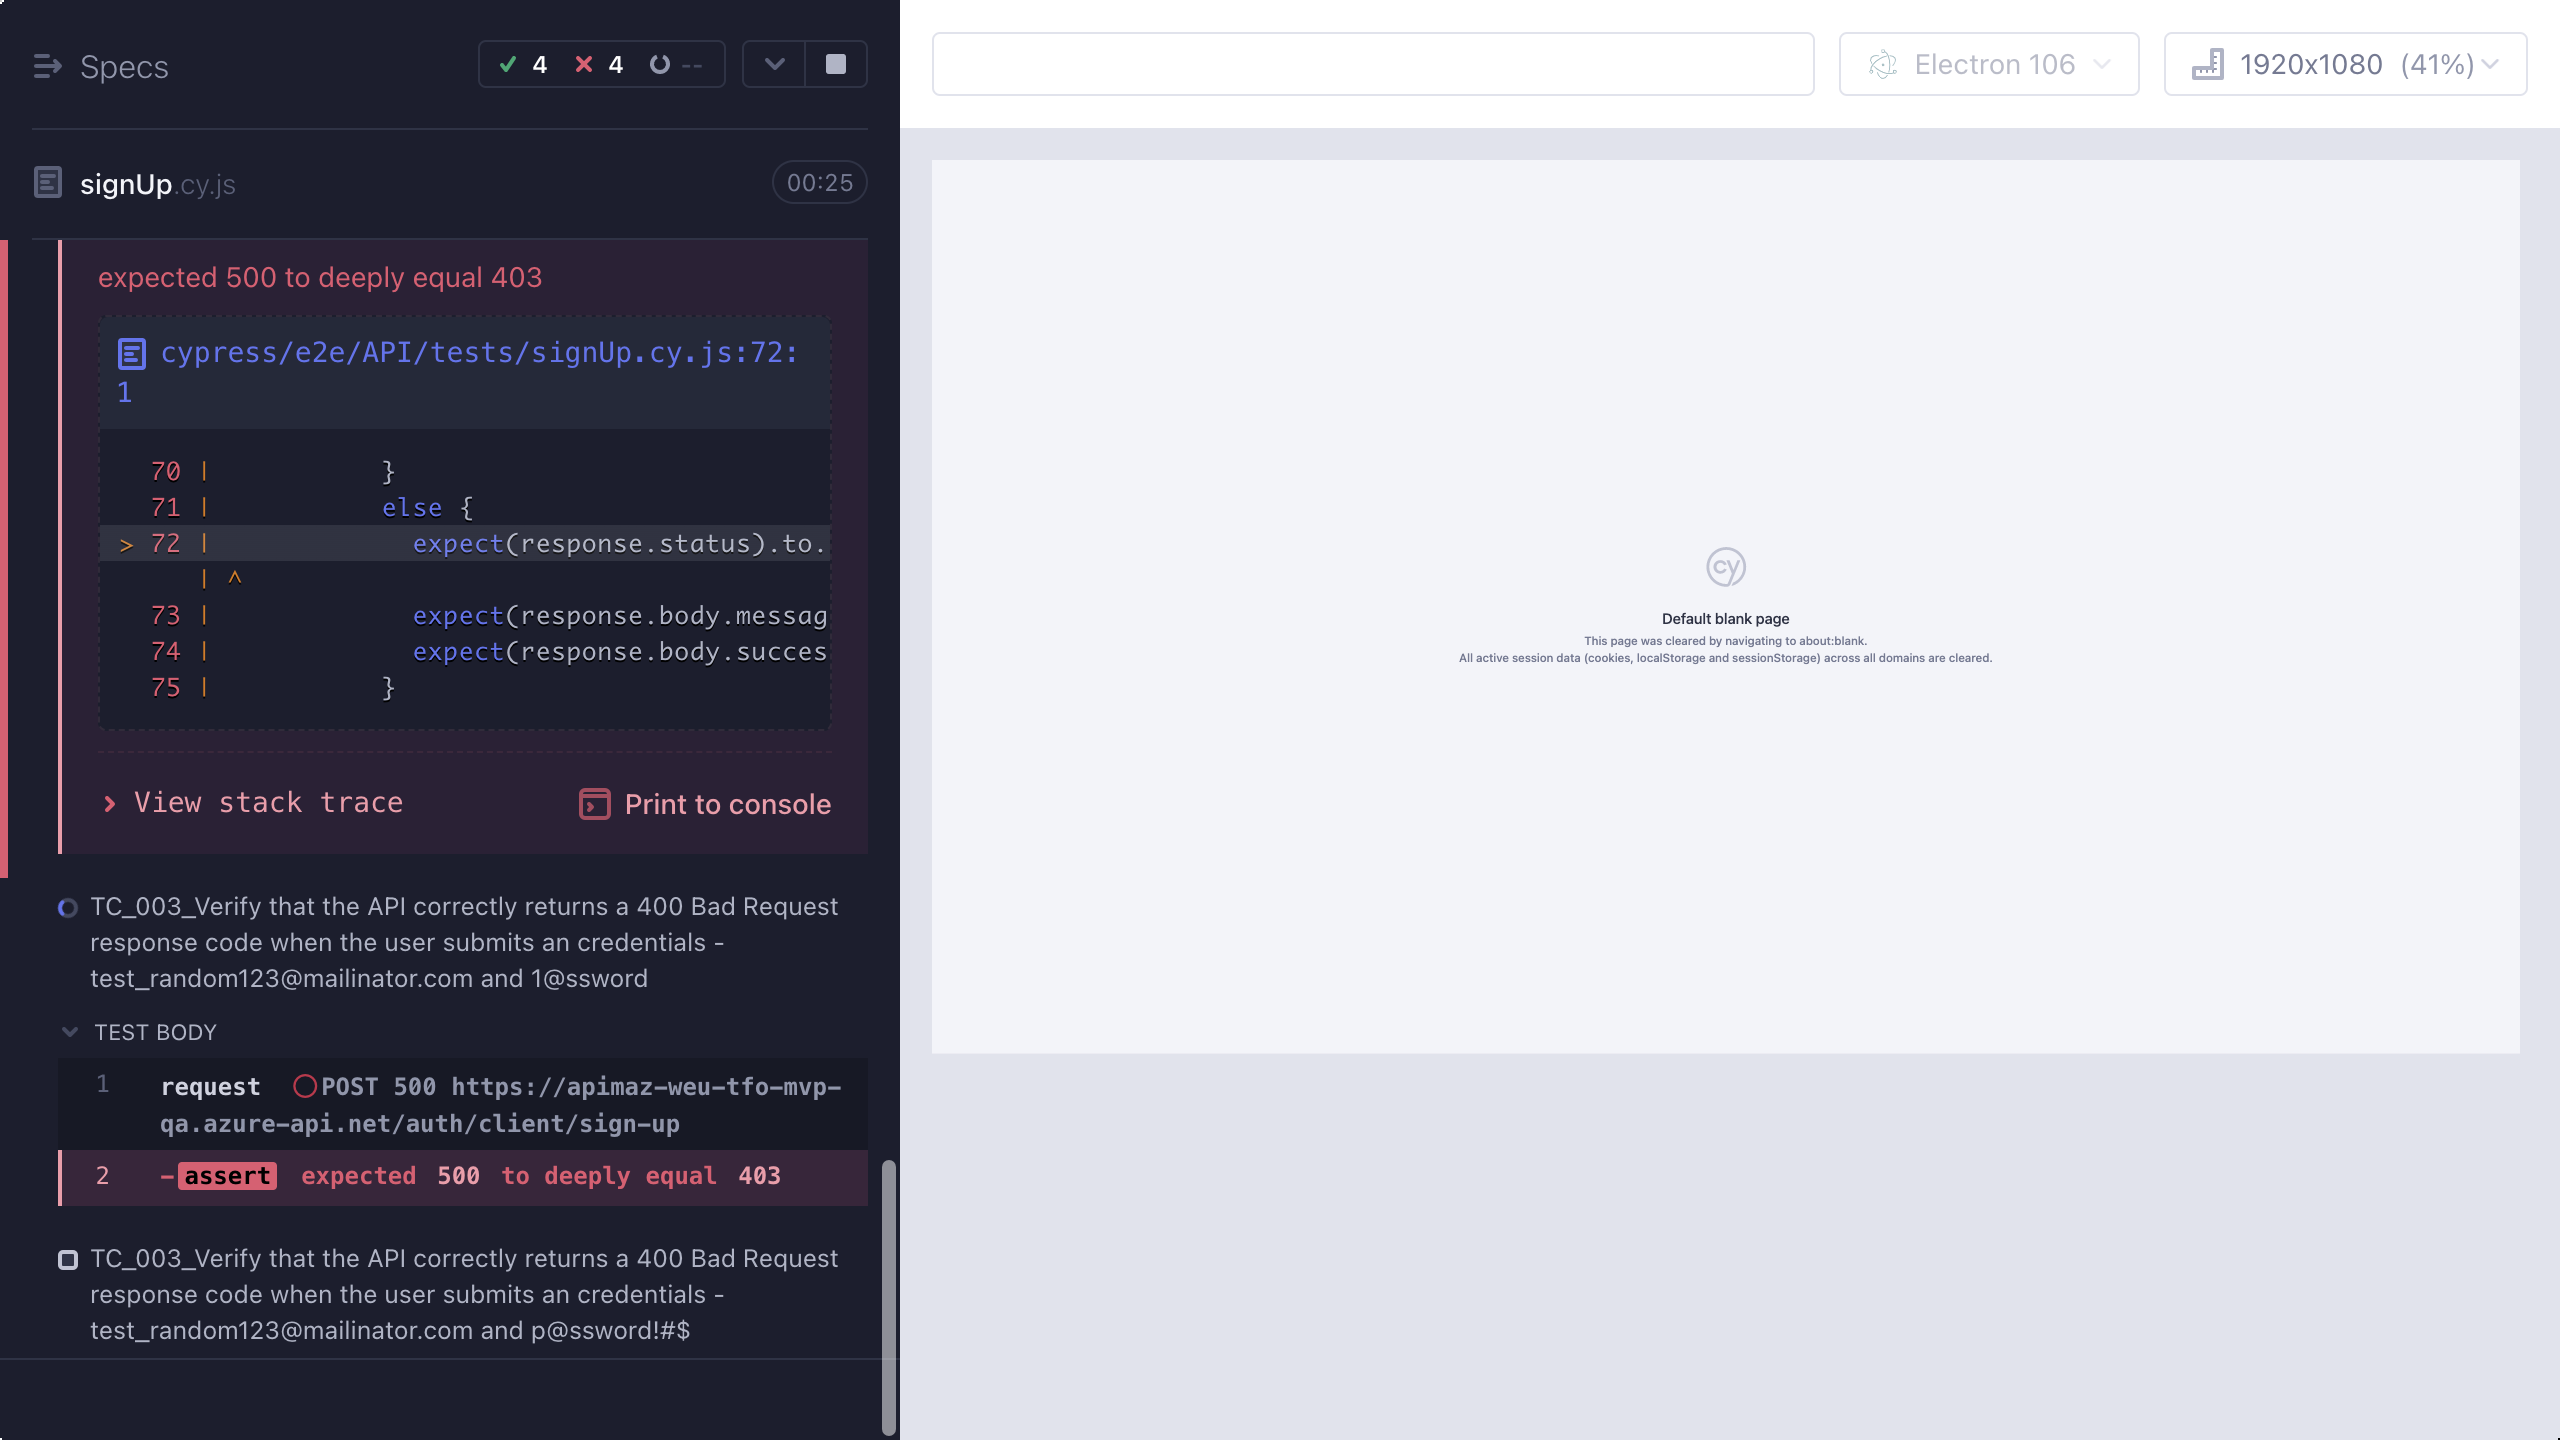 Specs
4 4 --
signUp.cy.js
00:25
expected 500 to deeply equal 403
cypress/e2e/API/tests/signUp.cy.js:72:
1
70 | }
71 | else {
> 72 | expect(response.status).to.
| ^
73 | expect(response.body.messag
74 | expect(response.body.succes
75 | }
View stack trace
Print to console
TC_003_Verify that the API correctly returns a 400 Bad Request
response code when the user submits an credentials -
test_random123@mailinator.com and 1@ssword
TEST BODY
1 request POST 500 https://apimaz-weu-tfo-mvp-
qa.azure-api.net/auth/client/sign-up
2 -assert expected 500 to deeply equal 403
TC_003_Verify that the API correctly returns a 400 Bad Request
response code when the user submits an credentials -
test_random123@mailinator.com and p@ssword!#$
Electron 106
1920x1080 (41%)
cy
Default blank page
This page was cleared by navigating to about:blank.
All active session data (cookies, localStorage and sessionStorage) across all domains are cleared.